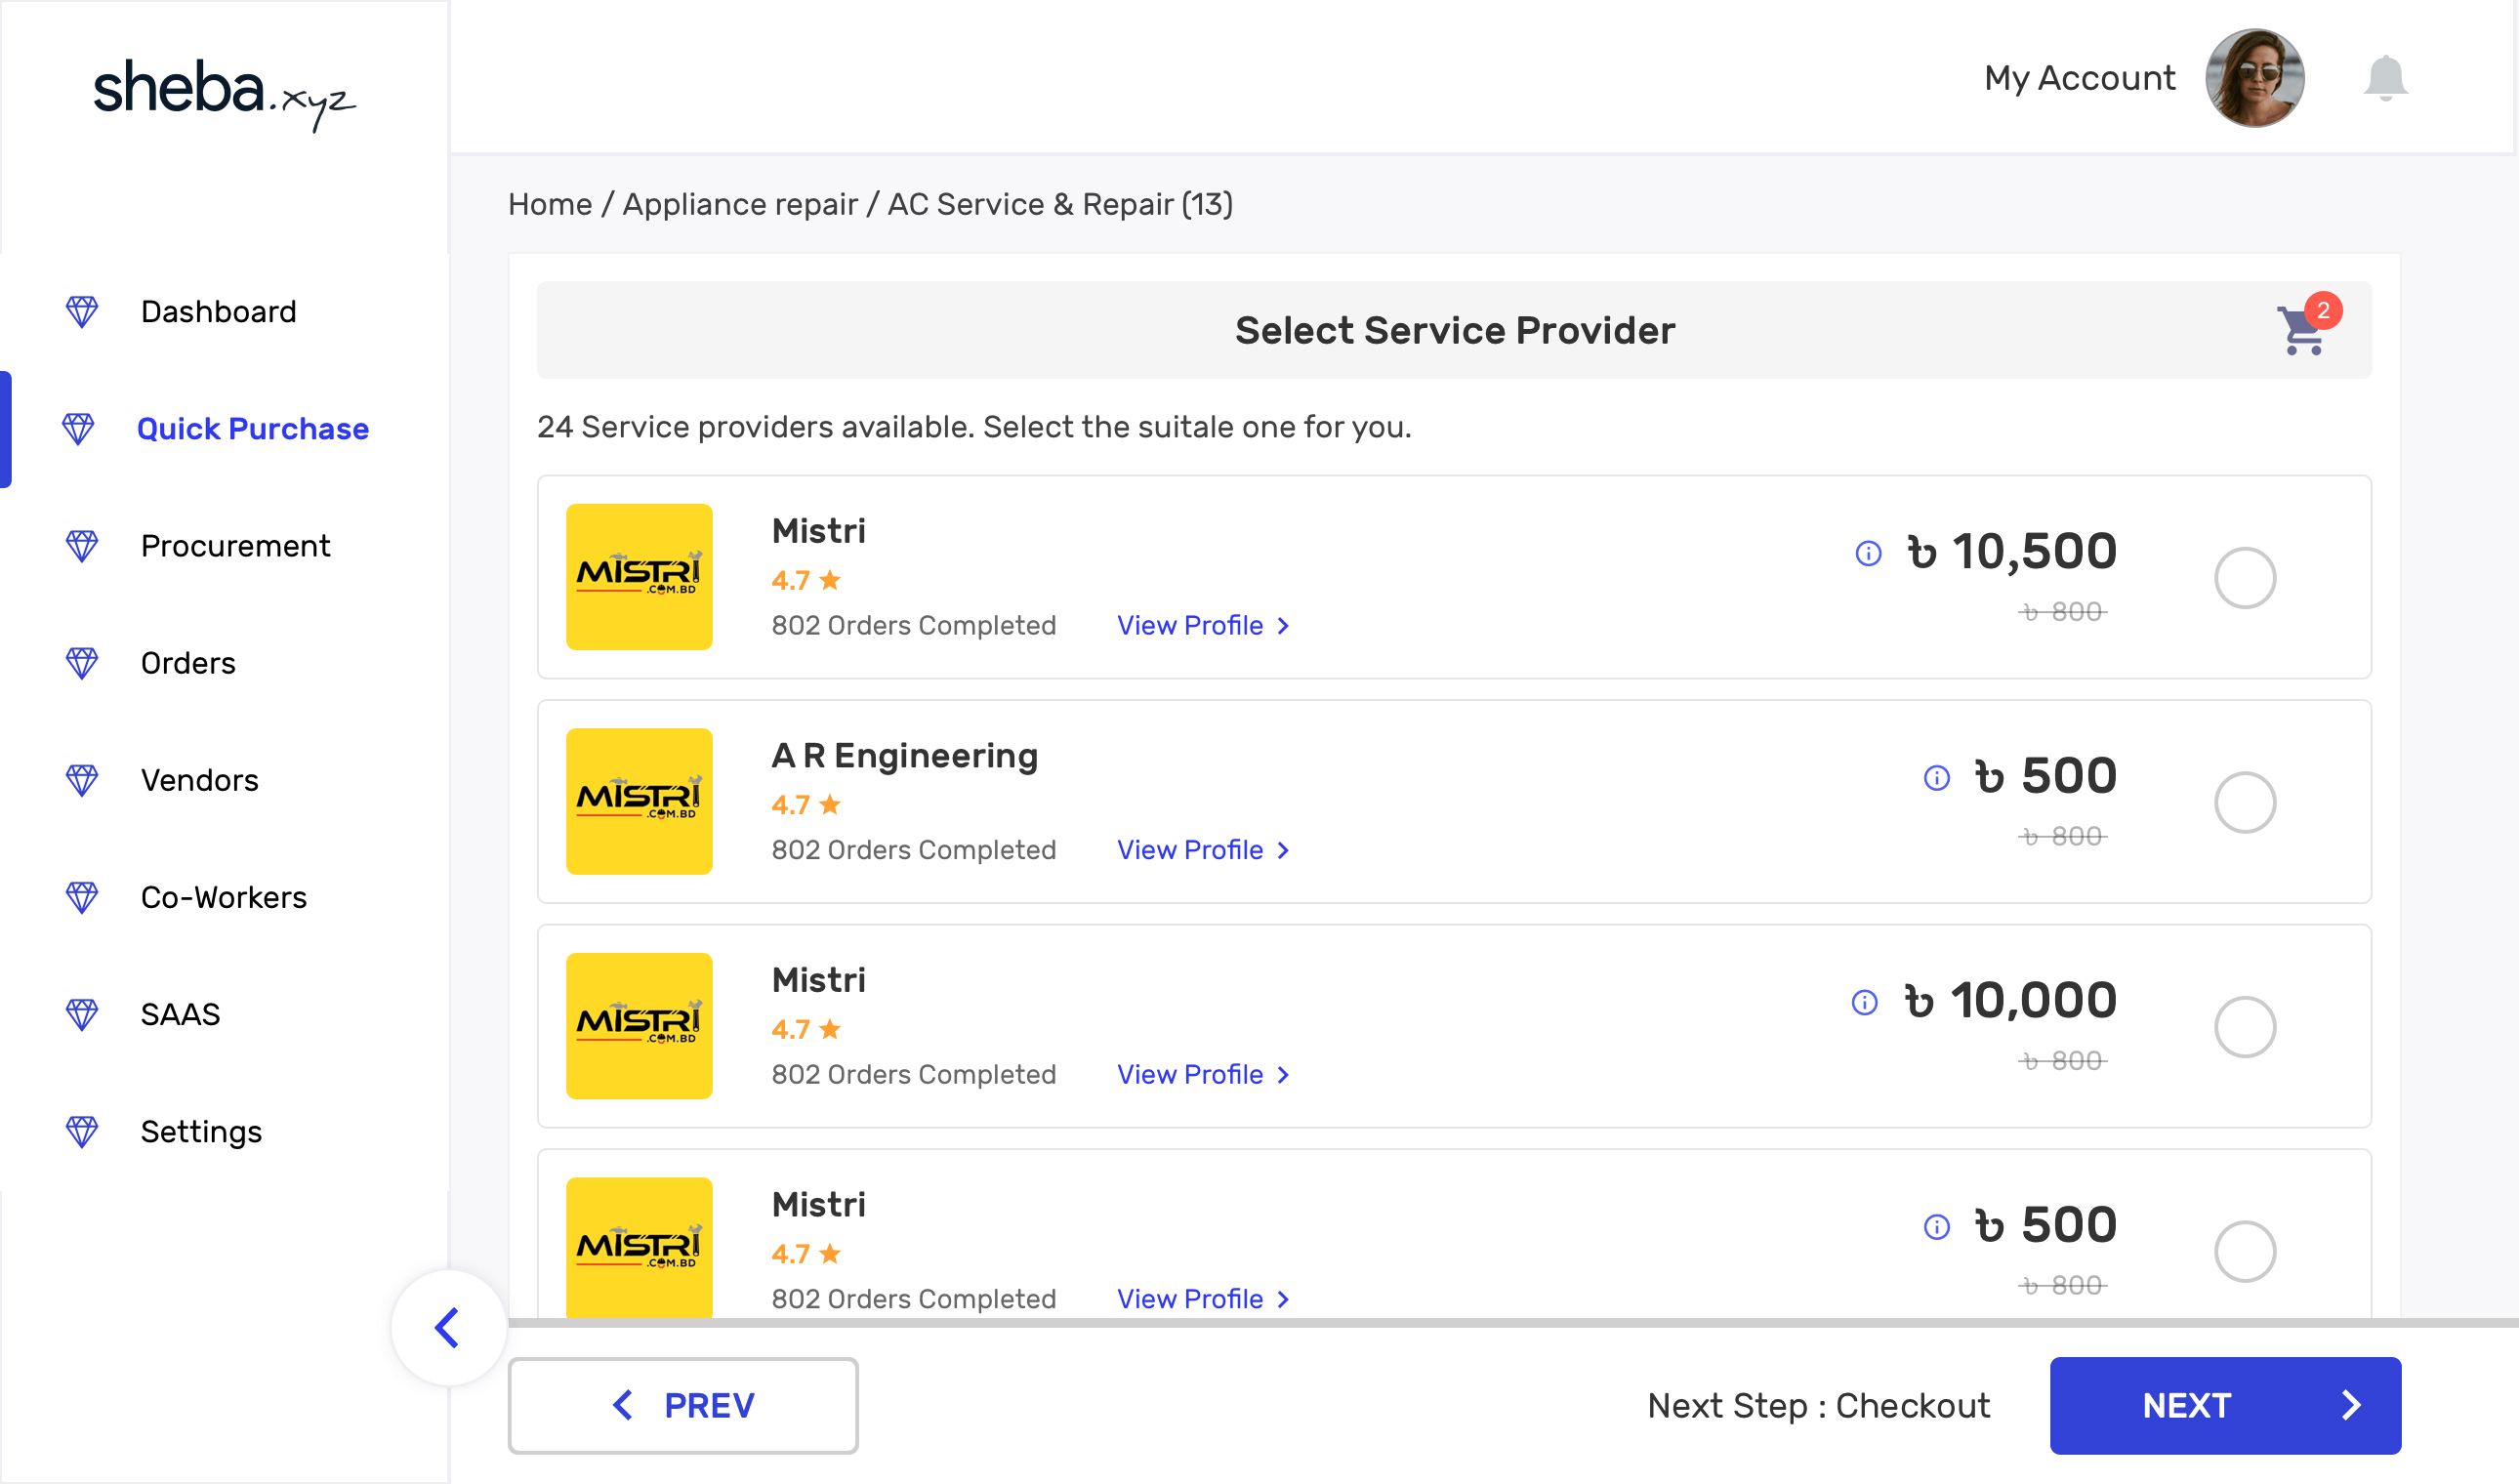 sheba.xyz
My Account
Home / Appliance repair / AC Service & Repair (13)
Dashboard
Quick Purchase
Procurement
Orders
Vendors
Co-Workers
SAAS
Settings
Select Service Provider
2
24 Service providers available. Select the suitale one for you.
MISTRI
.COM.BD
Mistri
4.7
802 Orders Completed
View Profile
৳ 10,500
৳ 800
MISTRI
.COM.BD
A R Engineering
4.7
802 Orders Completed
View Profile
৳ 500
৳ 800
MISTRI
.COM.BD
Mistri
4.7
802 Orders Completed
View Profile
৳ 10,000
৳ 800
MISTRI
.COM.BD
Mistri
4.7
802 Orders Completed
View Profile
৳ 500
৳ 800
PREV
Next Step : Checkout
NEXT